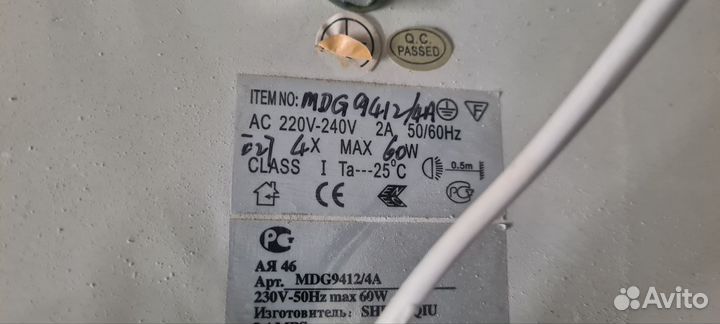 Q.C.
PASSED
ITEM NO: MDG9412/4A
AC 220V-240V 2A 50/60Hz
E27 4X MAX 60W
CLASS I Ta---25°C 0.5m
CE
АЯ 46
Арт. MDG9412/4A
230V-50Hz max 60W
Изготовитель: QIU
Avito